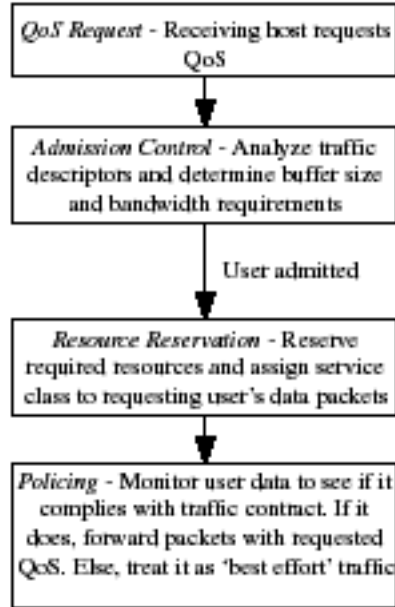 QoS Request - Receiving host requests
QoS
Admission Control - Analyze traffic
descriptors and determine buffer size
and bandwidth requirements
User admitted
Resource Reservation - Reserve
required resources and assign service
class to requesting user's data packets
Policing - Monitor user data to see if it
complies with traffic contract. If it
does, forward packets with requested
QoS. Else, treat it as ‘best effort’ traffic